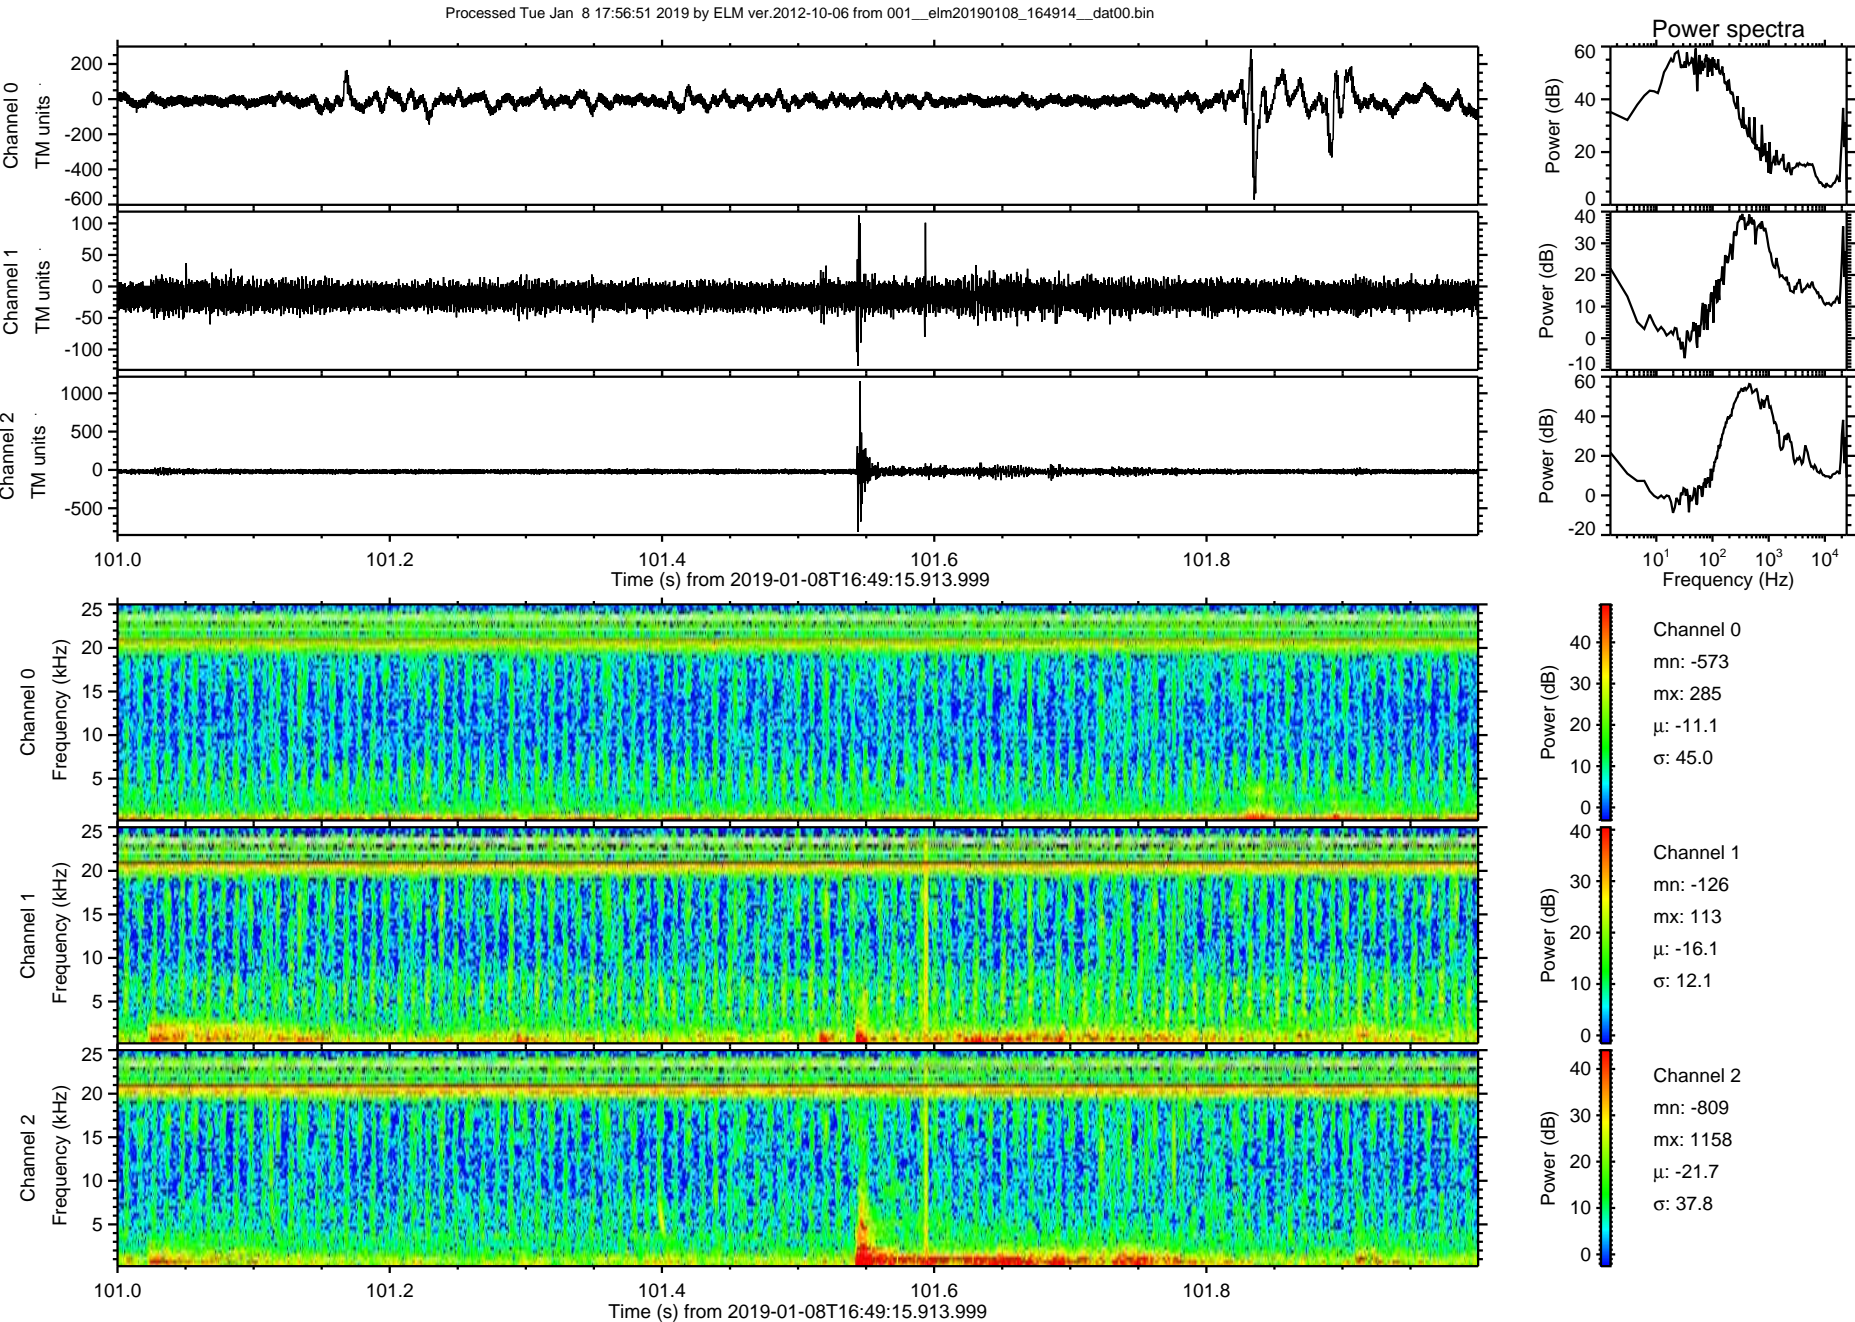 Processed Tue Jan  8 17:56:51 2019 by ELM ver.2012-10-06 from 001__elm20190108_164914__dat00.bin
Power spectra
Channel 0
TM units
200
0
-200
-400
-600
Power (dB)
60
40
20
0
Channel 1
TM units
100
50
0
-50
-100
Power (dB)
40
30
20
10
0
-10
Channel 2
TM units
1000
500
0
-500
Power (dB)
60
40
20
0
-20
101.0 101.2 101.4 101.6 101.8
Time (s) from 2019-01-08T16:49:15.913.999
10¹ 10² 10³ 10⁴
Frequency (Hz)
Channel 0
Frequency (kHz)
25
20
15
10
5
Power (dB)
40
30
20
10
0
Channel 0
mn: -573
mx: 285
μ: -11.1
σ: 45.0
Channel 1
Frequency (kHz)
25
20
15
10
5
Power (dB)
40
30
20
10
0
Channel 1
mn: -126
mx: 113
μ: -16.1
σ: 12.1
Channel 2
Frequency (kHz)
25
20
15
10
5
Power (dB)
40
30
20
10
0
Channel 2
mn: -809
mx: 1158
μ: -21.7
σ: 37.8
101.0 101.2 101.4 101.6 101.8
Time (s) from 2019-01-08T16:49:15.913.999